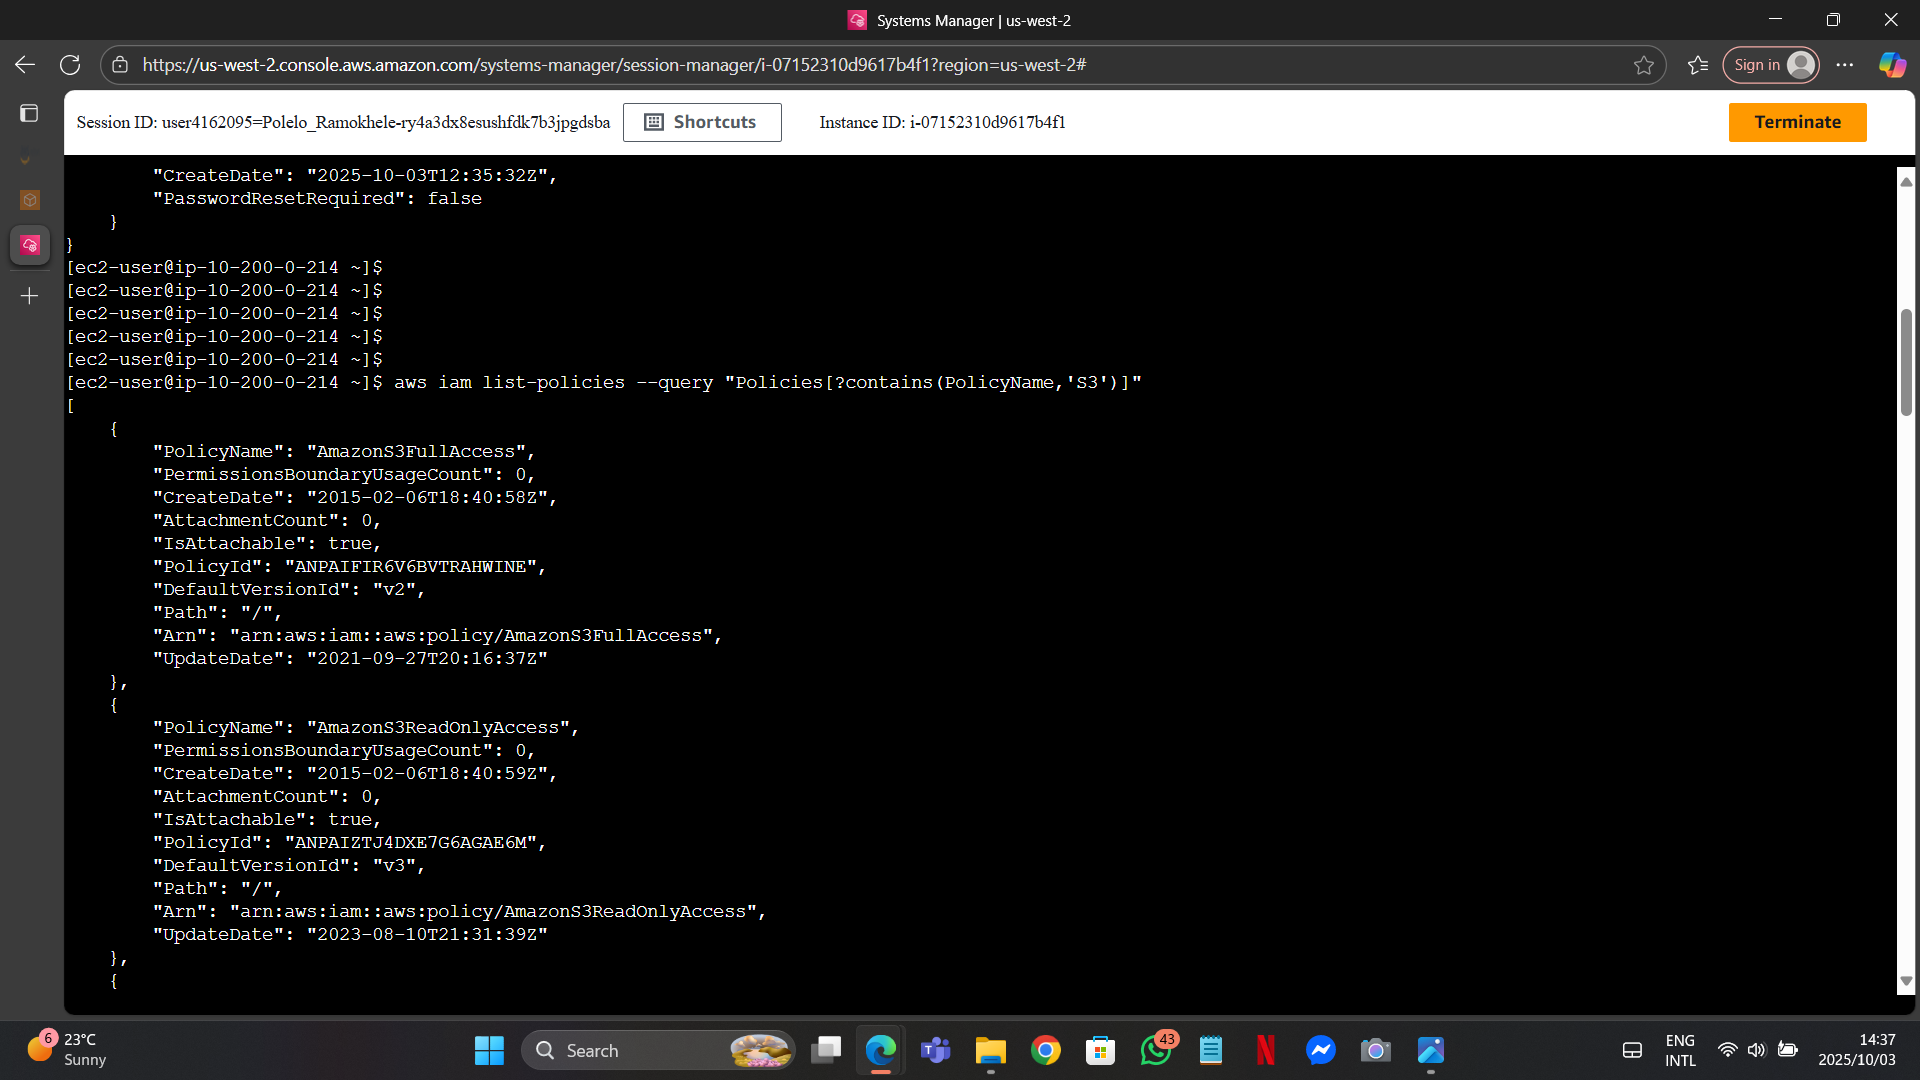 Systems Manager | us-west-2
https://us-west-2.console.aws.amazon.com/systems-manager/session-manager/i-07152310d9617b4f1?region=us-west-2#
Sign in
Session ID: user4162095=Polelo_Ramokhele-ry4a3dx8esushfdk7b3jpgdsba
Shortcuts
Instance ID: i-07152310d9617b4f1
Terminate
"CreateDate": "2025-10-03T12:35:32Z",
"PasswordResetRequired": false
}
}
[ec2-user@ip-10-200-0-214 ~]$
[ec2-user@ip-10-200-0-214 ~]$
[ec2-user@ip-10-200-0-214 ~]$
[ec2-user@ip-10-200-0-214 ~]$
[ec2-user@ip-10-200-0-214 ~]$
[ec2-user@ip-10-200-0-214 ~]$ aws iam list-policies --query "Policies[?contains(PolicyName,'S3')]"
[
{
"PolicyName": "AmazonS3FullAccess",
"PermissionsBoundaryUsageCount": 0,
"CreateDate": "2015-02-06T18:40:58Z",
"AttachmentCount": 0,
"IsAttachable": true,
"PolicyId": "ANPAIFIR6V6BVTRAHWINE",
"DefaultVersionId": "v2",
"Path": "/",
"Arn": "arn:aws:iam::aws:policy/AmazonS3FullAccess",
"UpdateDate": "2021-09-27T20:16:37Z"
},
{
"PolicyName": "AmazonS3ReadOnlyAccess",
"PermissionsBoundaryUsageCount": 0,
"CreateDate": "2015-02-06T18:40:59Z",
"AttachmentCount": 0,
"IsAttachable": true,
"PolicyId": "ANPAIZTJ4DXE7G6AGAE6M",
"DefaultVersionId": "v3",
"Path": "/",
"Arn": "arn:aws:iam::aws:policy/AmazonS3ReadOnlyAccess",
"UpdateDate": "2023-08-10T21:31:39Z"
},
{
6
23°C
Sunny
Search
43
ENG
INTL
14:37
2025/10/03